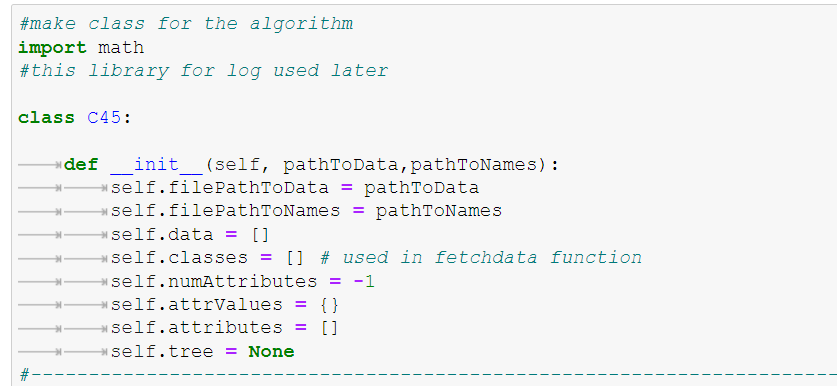 #make class for the algorithm
import math
#this library for log used later
class C45:
def __init__(self, pathToData,pathToNames):
self.filePathToData = pathToData
self.filePathToNames = pathToNames
self.data = []
self.classes = [] # used in fetchdata function
self.numAttributes = -1
self.attrValues = {}
self.attributes = []
self.tree = None
#-----------------------------------------------------------------------